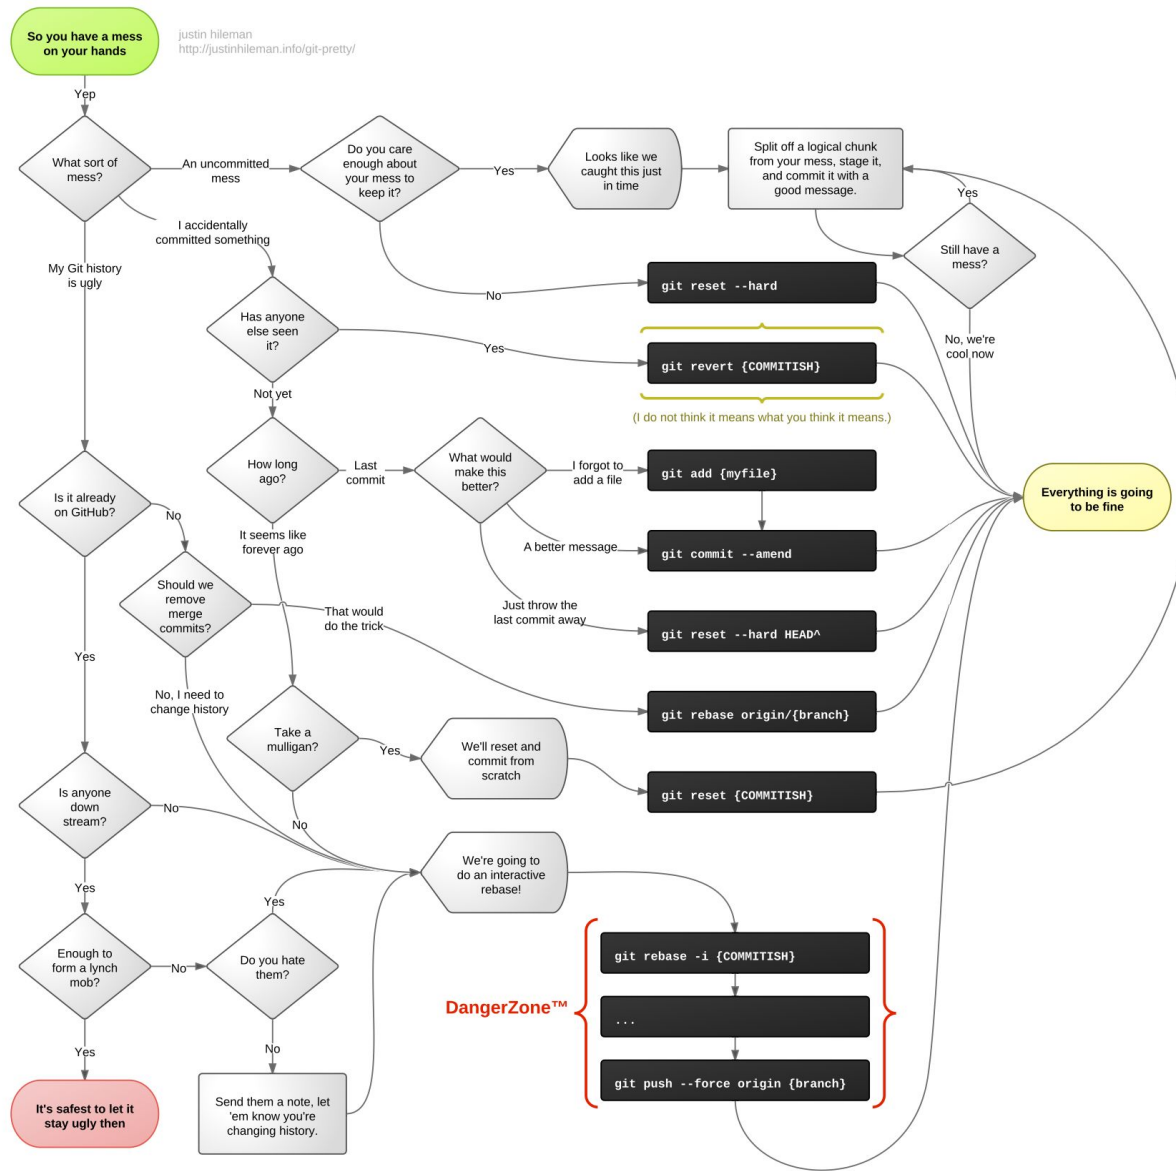 So you have a mess
on your hands
justin hileman
http://justinhileman.info/git-pretty/
Yep
What sort of
mess?
An uncommitted
mess
Do you care
enough about
your mess to
keep it?
Yes
Looks like we
caught this just
in time
Split off a logical chunk
from your mess, stage it,
and commit it with a
good message.
Yes
Still have a
mess?
No, we're
cool now
I accidentally
committed something
My Git history
is ugly
No
git reset --hard
Has anyone
else seen
it?
Yes
git revert {COMMITISH}
(I do not think it means what you think it means.)
Not yet
How long
ago?
Last
commit
What would
make this
better?
I forgot to
add a file
git add {myfile}
A better message
git commit --amend
Just throw the
last commit away
git reset --hard HEAD^
Everything is going
to be fine
Is it already
on GitHub?
No
It seems like
forever ago
Should we
remove
merge
commits?
That would
do the trick
git rebase origin/{branch}
Yes
No, I need to
change history
Take a
mulligan?
Yes
We'll reset and
commit from
scratch
git reset {COMMITISH}
Is anyone
down
stream?
No
No
We're going to
do an interactive
rebase!
Yes
Yes
Enough to
form a lynch
mob?
No
Do you hate
them?
DangerZone™
git rebase -i {COMMITISH}
...
git push --force origin {branch}
Yes
No
It's safest to let it
stay ugly then
Send them a note, let
'em know you're
changing history.